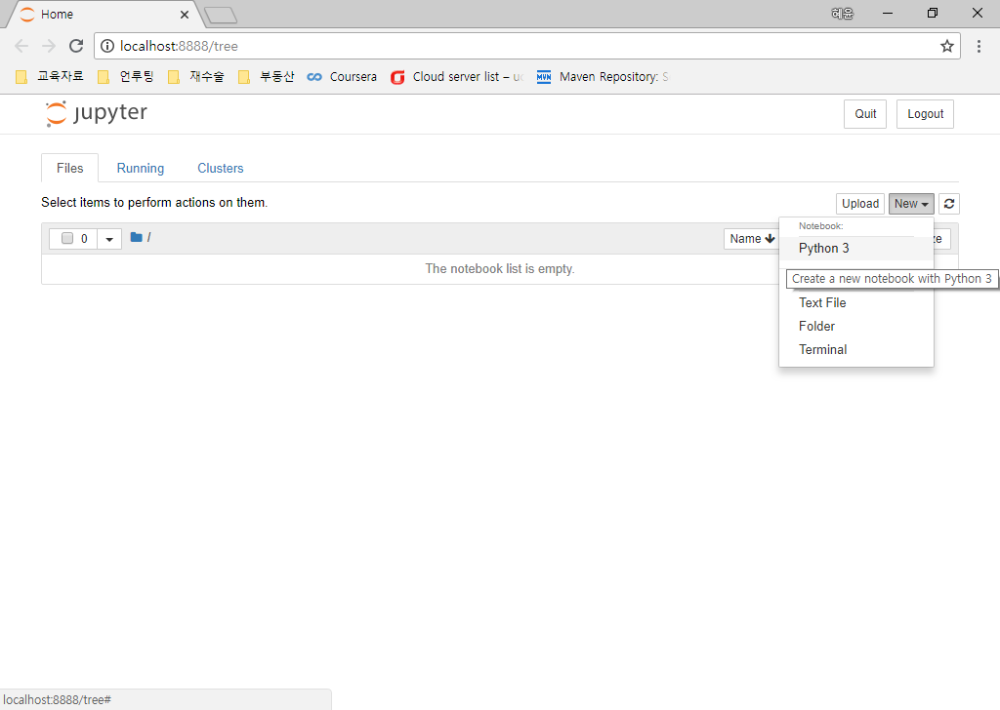 Home
혜윤
localhost:8888/tree
교육자료 언루팅 재수술 부동산 Coursera Cloud server list – uc Maven Repository: S
jupyter
Quit Logout
Files Running Clusters
Select items to perform actions on them.
Upload New
0 / Name ze
Notebook:
Python 3
The notebook list is empty.
Create a new notebook with Python 3
Text File
Folder
Terminal
localhost:8888/tree#